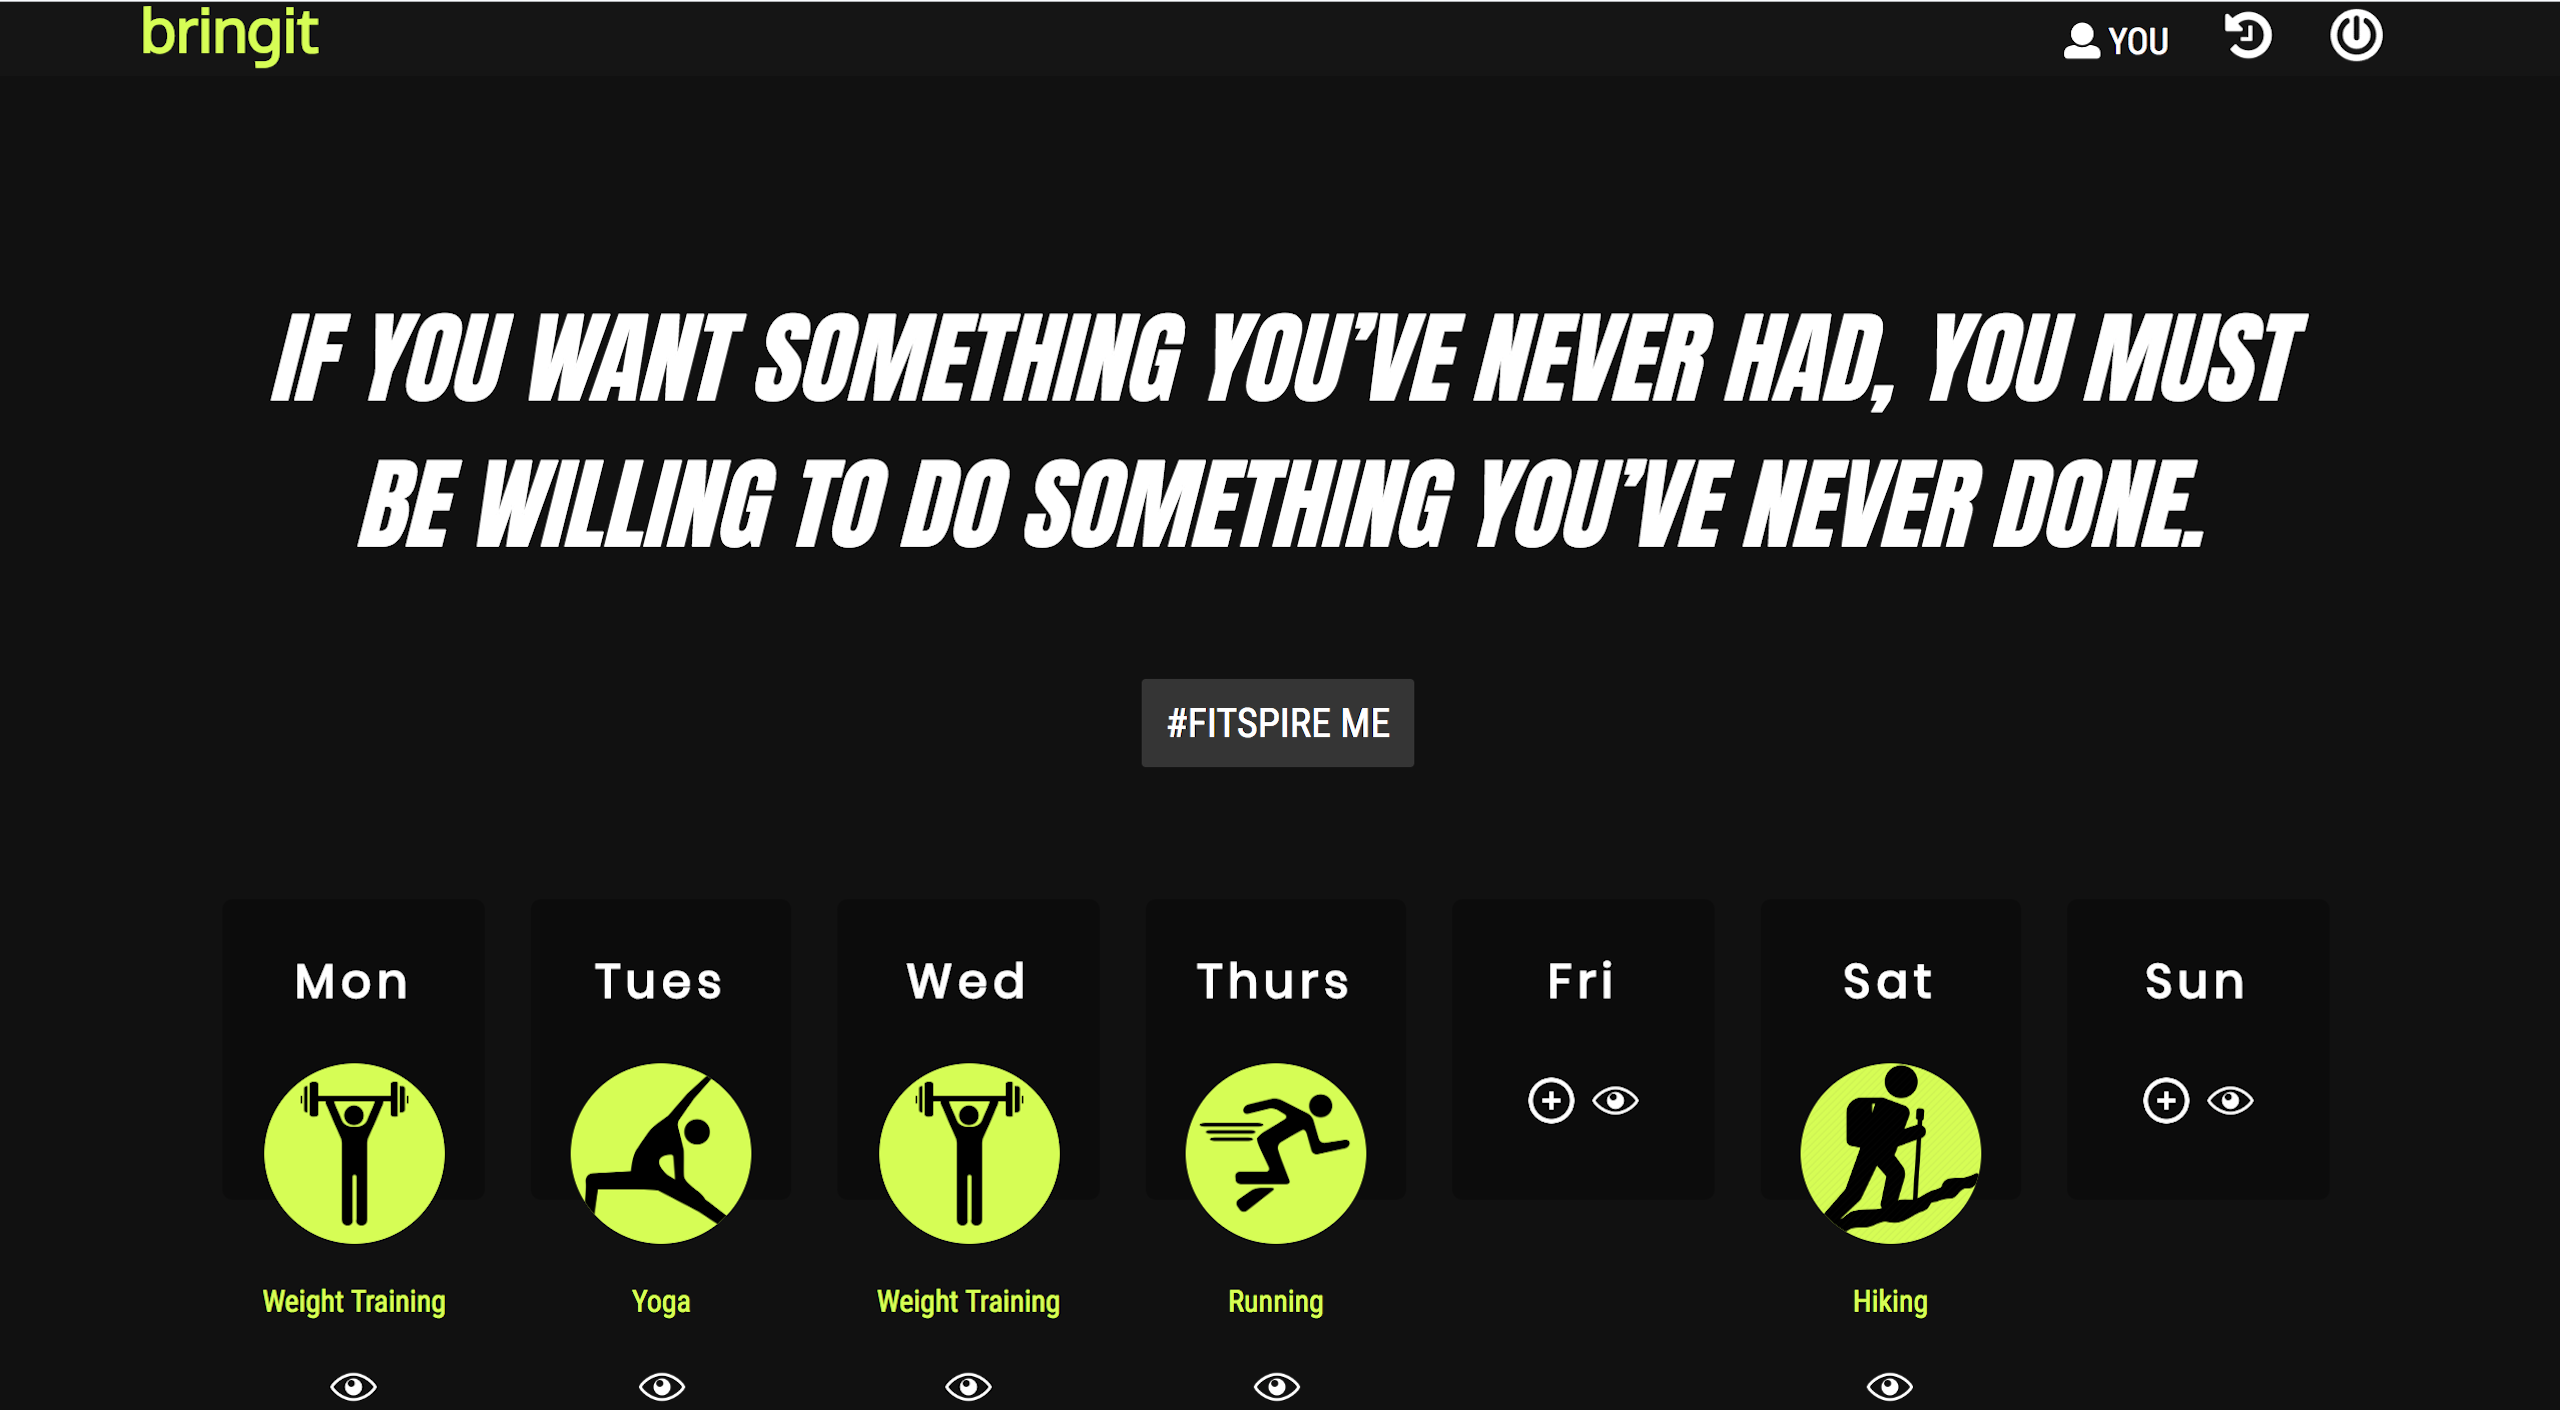 bringit
YOU
IF YOU WANT SOMETHING YOU’VE NEVER HAD, YOU MUST
BE WILLING TO DO SOMETHING YOU’VE NEVER DONE.
#FITSPIRE ME
Mon
Tues
Wed
Thurs
Fri
Sat
Sun
Weight Training
Yoga
Weight Training
Running
Hiking